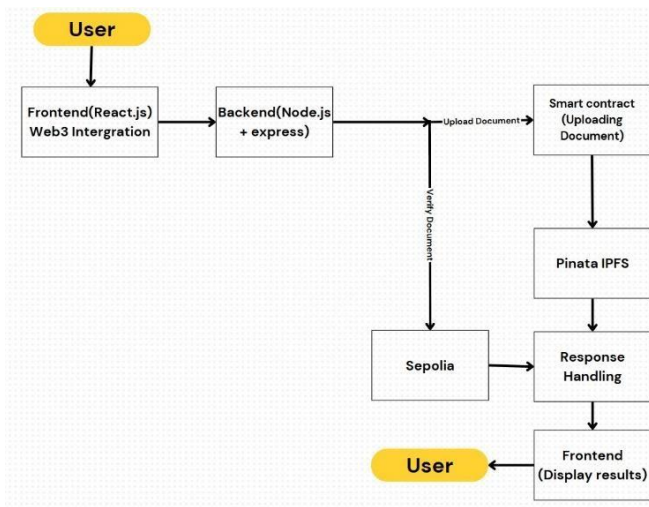 User
Frontend(React.js)
Web3 Intergration
Backend(Node.js
+ express)
Upload Document
Smart contract
(Uploading
Document)
Verify Document
Pinata IPFS
Sepolia
Response
Handling
User
Frontend
(Display results)